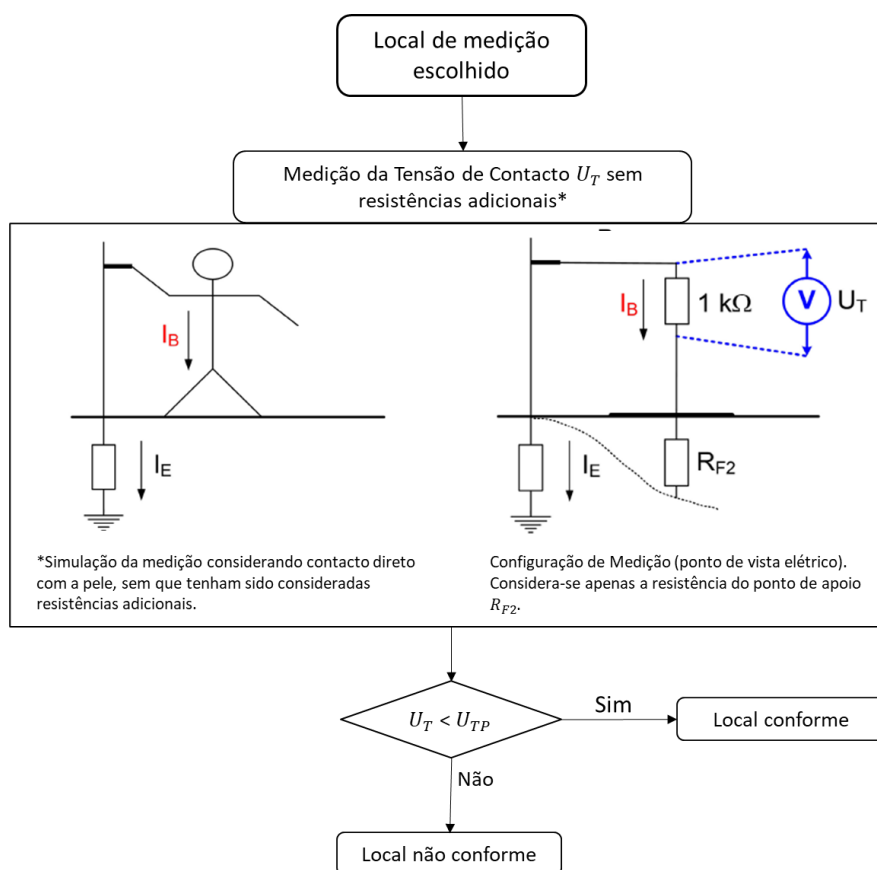 Local de medição
escolhido
Medição da Tensão de Contacto U_T sem
resistências adicionais*
I_B
I_E
I_B
1 kΩ
V
U_T
I_E
R_F2
*Simulação da medição considerando contacto direto
com a pele, sem que tenham sido consideradas
resistências adicionais.
Configuração de Medição (ponto de vista elétrico).
Considera-se apenas a resistência do ponto de apoio
R_F2.
U_T < U_TP
Sim
Local conforme
Não
Local não conforme